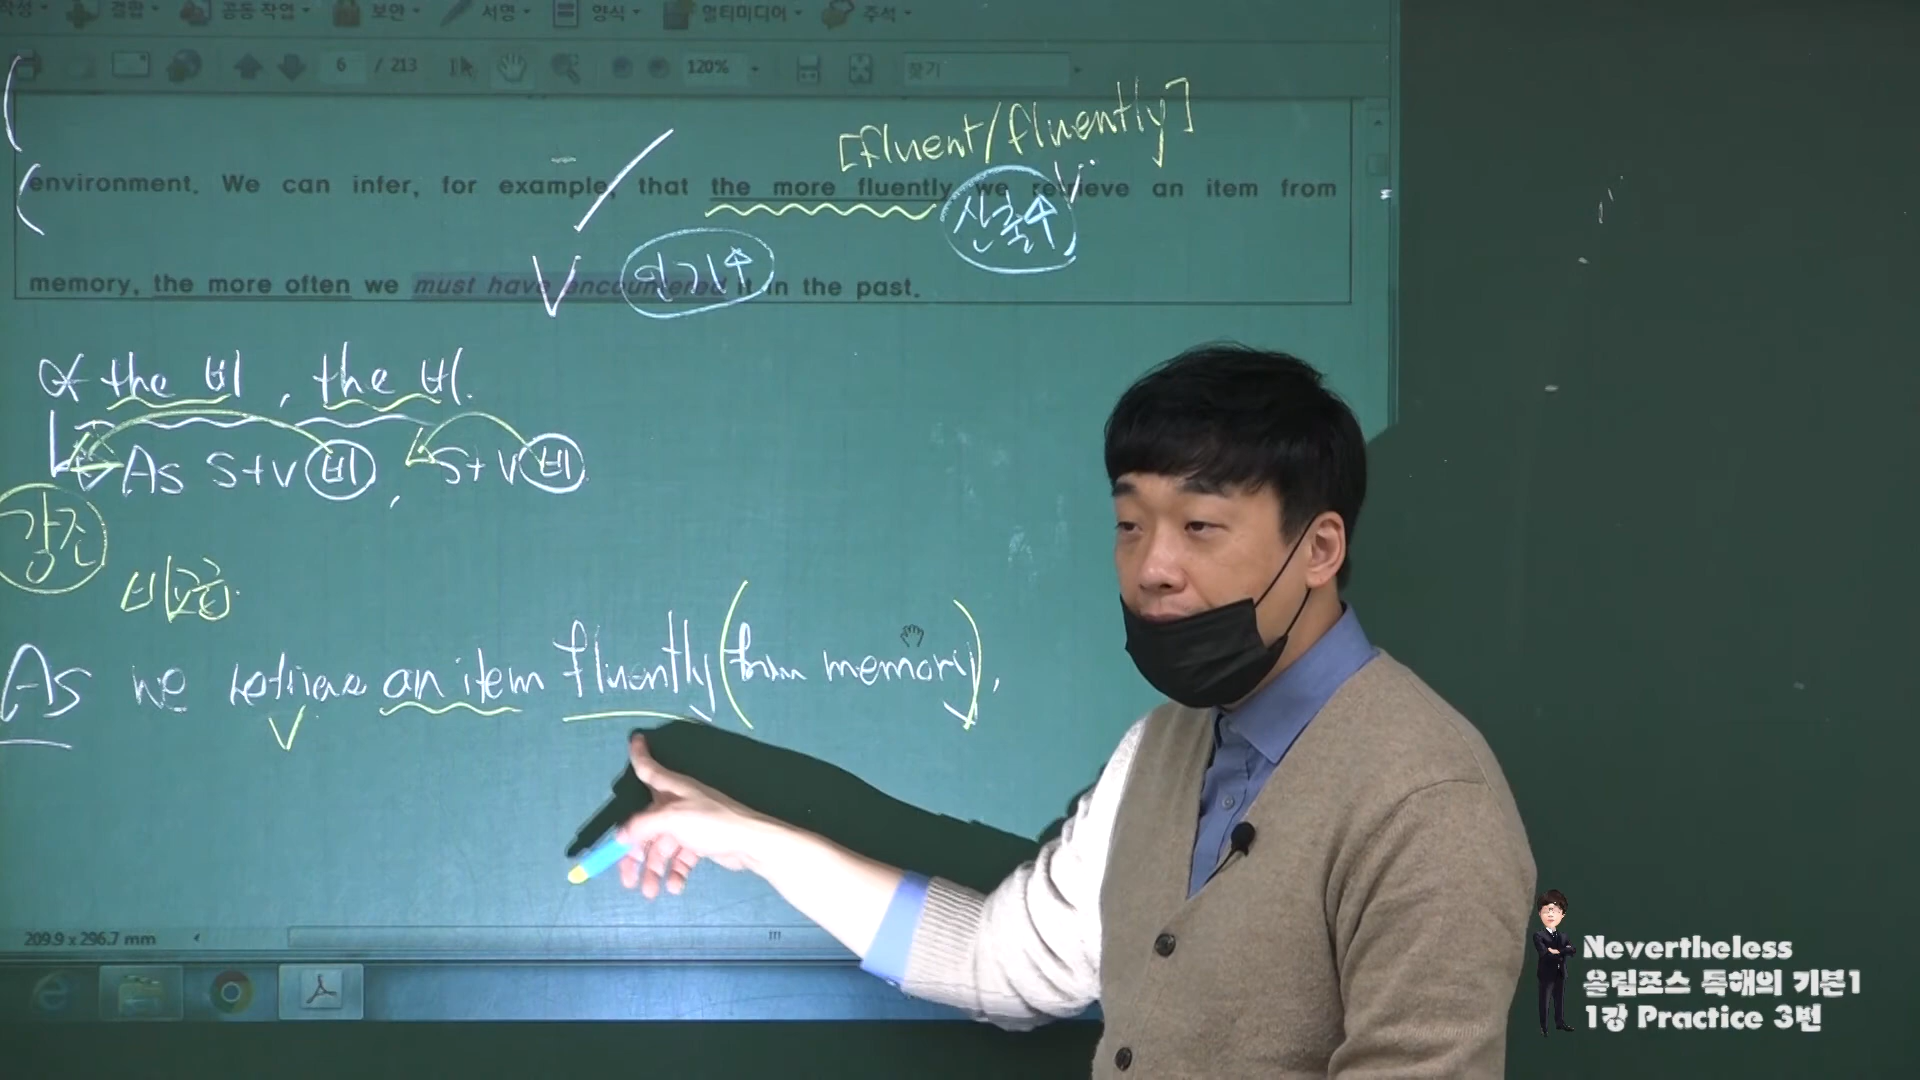 작성 결합 공동 작업 보안 서명 양식 멀티미디어 주석
6 / 213 120% 찾기
[fluent/fluently]
environment. We can infer, for example, that the more fluently we retrieve an item from
산출↑
암기↑
memory, the more often we must have encountered it in the past.
the 비, the 비.
As S+V 비, S+V 비
강조
비교급.
As we retrieve an item fluently (from memory),
209.9 x 296.7 mm
Nevertheless
올림포스 독해의 기본1
1강 Practice 3번